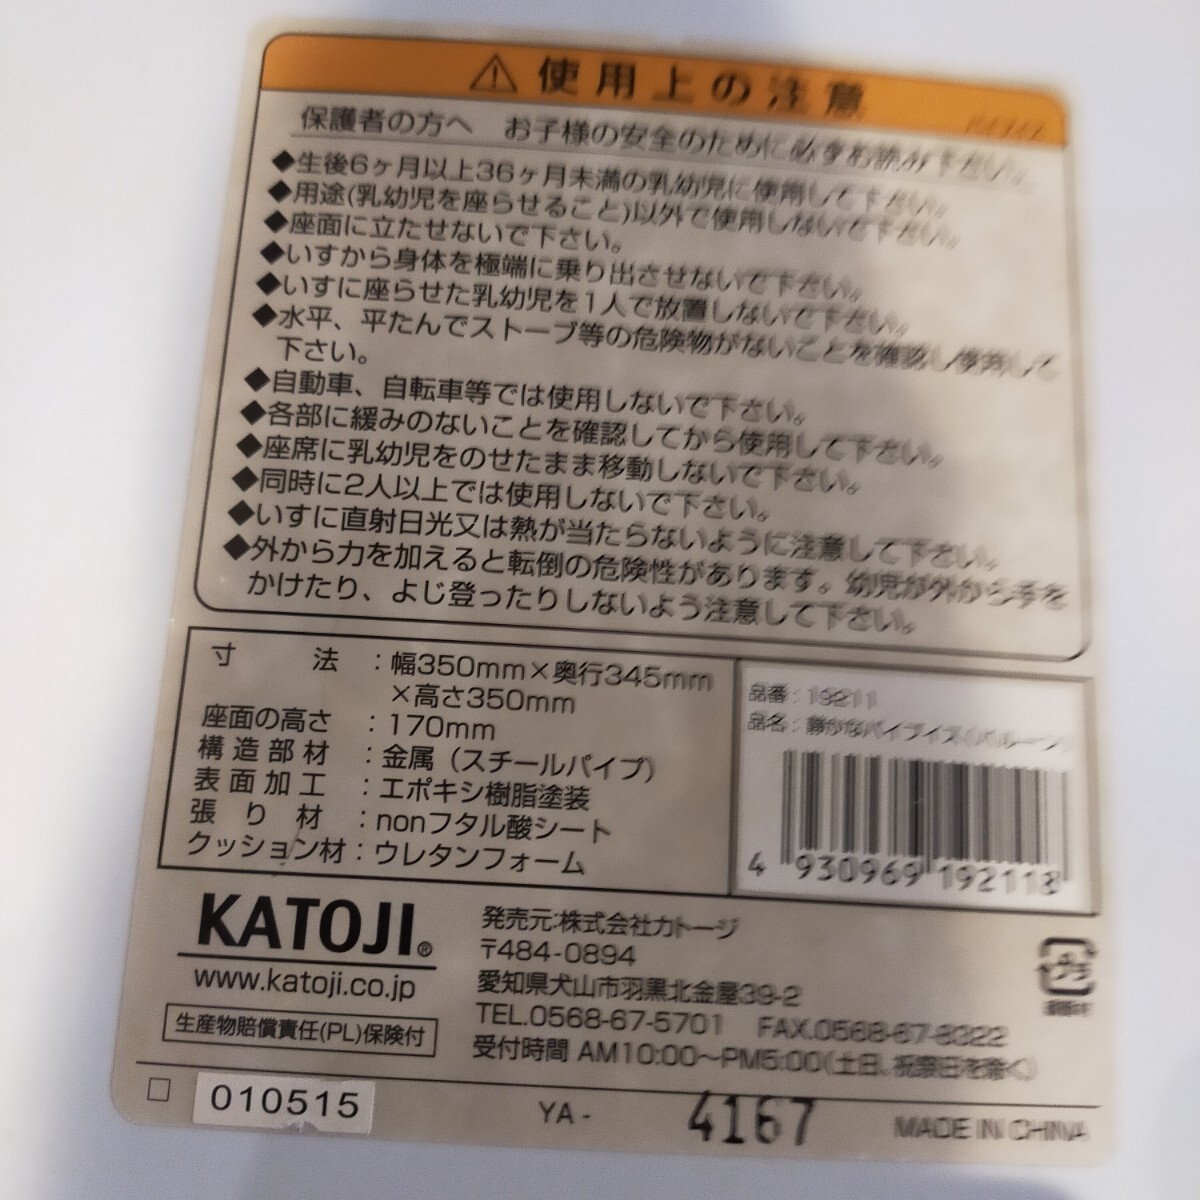 ⚠使用上の注意
保護者の方へ お子様の安全のために必ずお読み下さい。
◆生後6ヶ月以上36ヶ月未満の乳幼児に使用して下さい。
◆用途(乳幼児を座らせること)以外で使用しないで下さい。
◆座面に立たせないで下さい。
◆いすから身体を極端に乗り出させないで下さい。
◆いすに座らせた乳幼児を1人で放置しないで下さい。
◆水平、平たんでストーブ等の危険物がないことを確認し使用して
下さい。
◆自動車、自転車等では使用しないで下さい。
◆各部に緩みのないことを確認してから使用して下さい。
◆座席に乳幼児をのせたまま移動しないで下さい。
◆同時に2人以上では使用しないで下さい。
◆いすに直射日光又は熱が当たらないように注意して下さい。
◆外から力を加えると転倒の危険性があります。幼児が外から手を
かけたり、よじ登ったりしないよう注意して下さい。
寸法:幅350mm×奥行345mm
×高さ350mm
座面の高さ:170mm
構造部材:金属(スチールパイプ)
表面加工:エポキシ樹脂塗装
張り材:nonフタル酸シート
クッション材:ウレタンフォーム
品番:19211
品名:静かなパイプイス(バルーン)
4 930969 192118
KATOJI®
www.katoji.co.jp
生産物賠償責任(PL)保険付
発売元:株式会社カトージ
〒484-0894
愛知県犬山市羽黒北金屋39-2
TEL.0568-67-5701 FAX.0568-67-8322
受付時間 AM10:00〜PM5:00(土日、祝祭日を除く)
プラ
□ 010515 YA- 4167 MADE IN CHINA